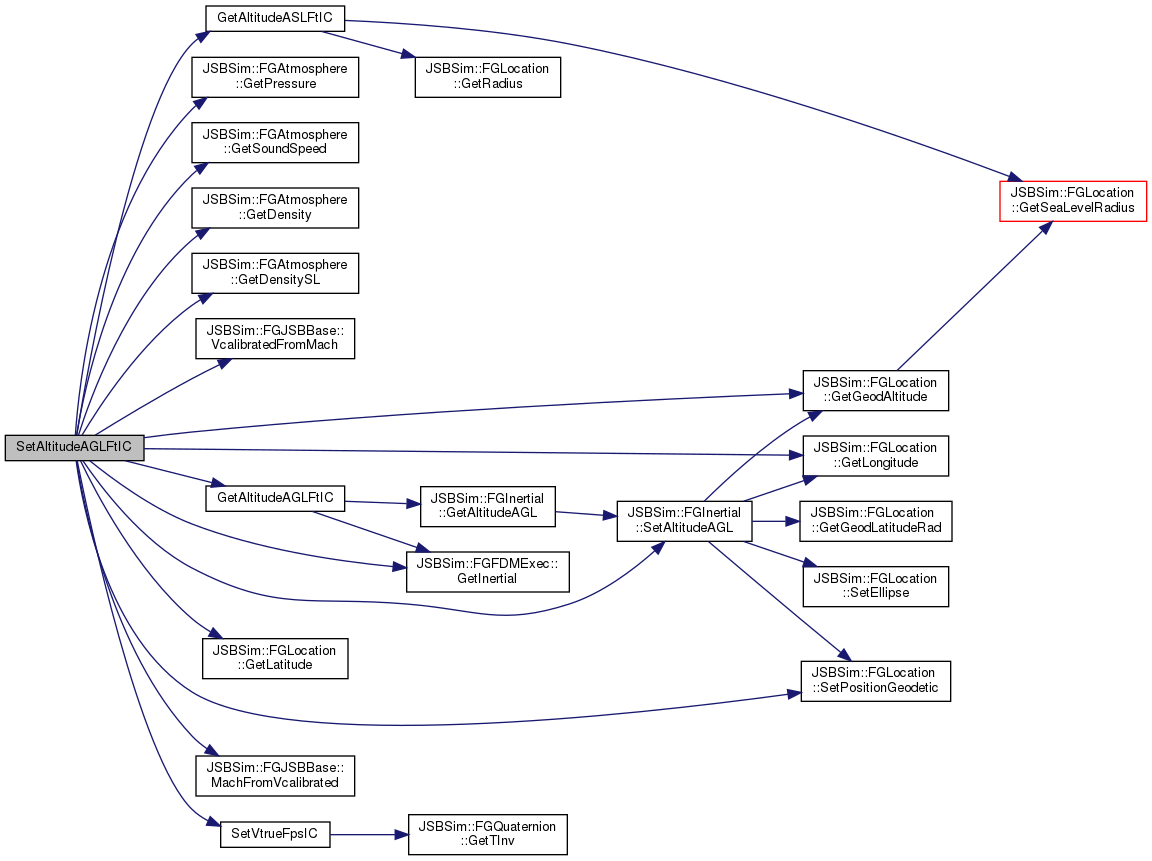 GetAltitudeASLFtIC
JSBSim::FGLocation
::GetRadius
JSBSim::FGAtmosphere
::GetPressure
JSBSim::FGAtmosphere
::GetSoundSpeed
JSBSim::FGLocation
::GetSeaLevelRadius
JSBSim::FGAtmosphere
::GetDensity
JSBSim::FGAtmosphere
::GetDensitySL
JSBSim::FGJSBBase::
VcalibratedFromMach
JSBSim::FGLocation
::GetGeodAltitude
SetAltitudeAGLFtIC
JSBSim::FGLocation
::GetLongitude
GetAltitudeAGLFtIC
JSBSim::FGInertial
::GetAltitudeAGL
JSBSim::FGInertial
::SetAltitudeAGL
JSBSim::FGLocation
::GetGeodLatitudeRad
JSBSim::FGFDMExec::
GetInertial
JSBSim::FGLocation
::SetEllipse
JSBSim::FGLocation
::GetLatitude
JSBSim::FGLocation
::SetPositionGeodetic
JSBSim::FGJSBBase::
MachFromVcalibrated
SetVtrueFpsIC
JSBSim::FGQuaternion
::GetTInv